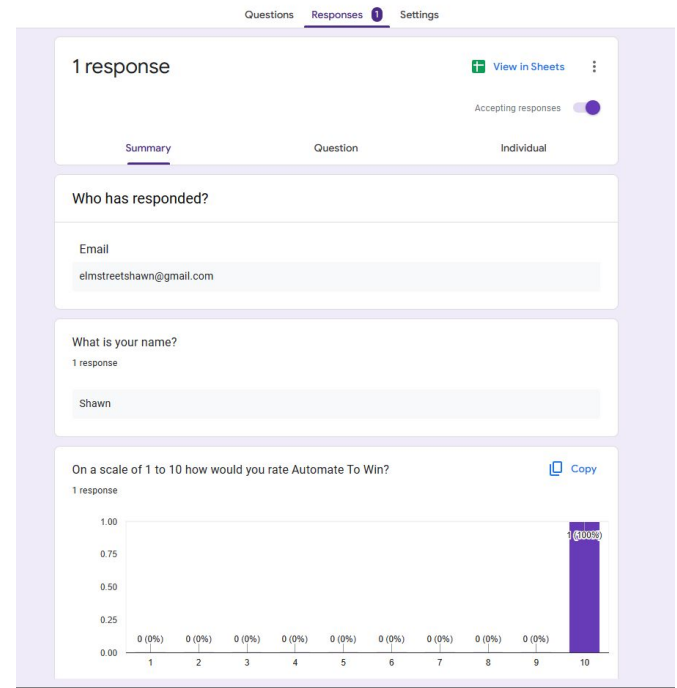 Questions Responses 1 Settings
1 response
View in Sheets
Accepting responses
Summary Question Individual
Who has responded?
Email
elmstreetshawn@gmail.com
What is your name?
1 response
Shawn
On a scale of 1 to 10 how would you rate Automate To Win?
Copy
1 response
1.00
1 (100%)
0.75
0.50
0.25
0 (0%) 0 (0%) 0 (0%) 0 (0%) 0 (0%) 0 (0%) 0 (0%) 0 (0%) 0 (0%)
0.00
1 2 3 4 5 6 7 8 9 10